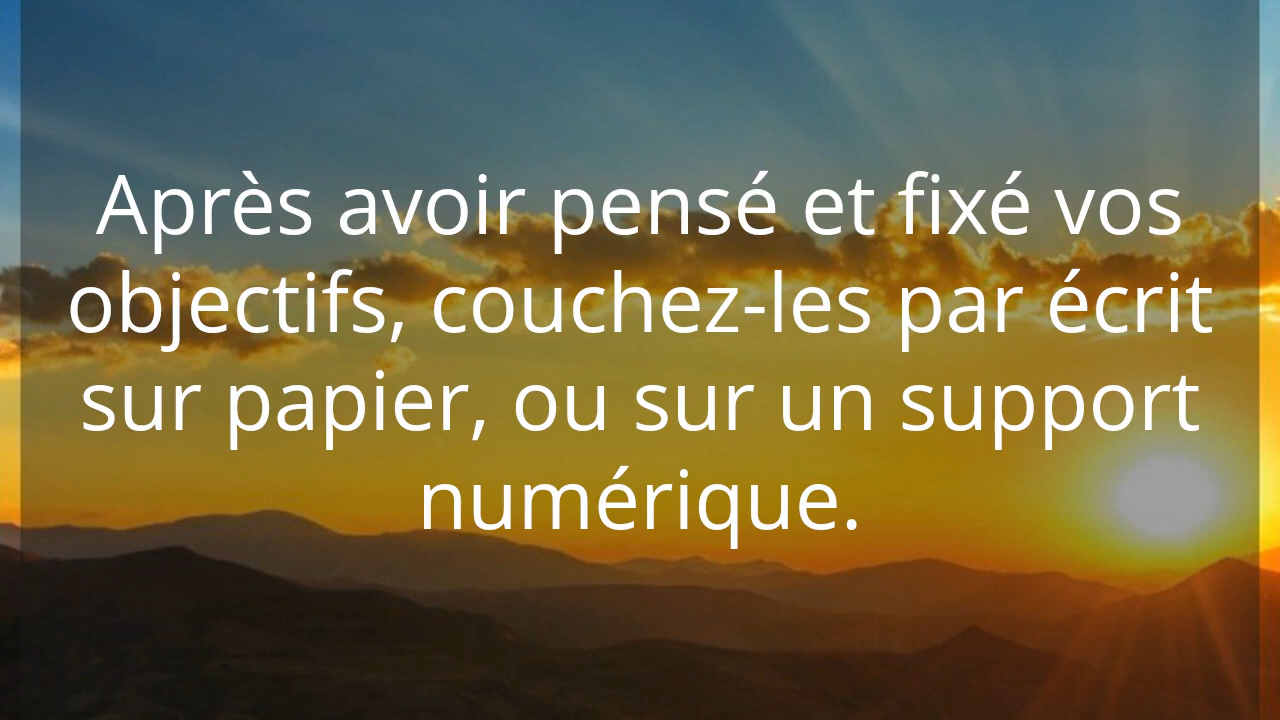 Après avoir pensé et fixé vos
objectifs, couchez-les par écrit
sur papier, ou sur un support
numérique.